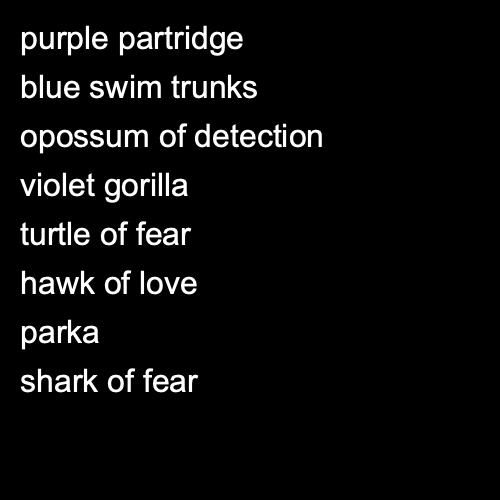 purple partridge
blue swim trunks
opossum of detection
violet gorilla
turtle of fear
hawk of love
parka
shark of fear